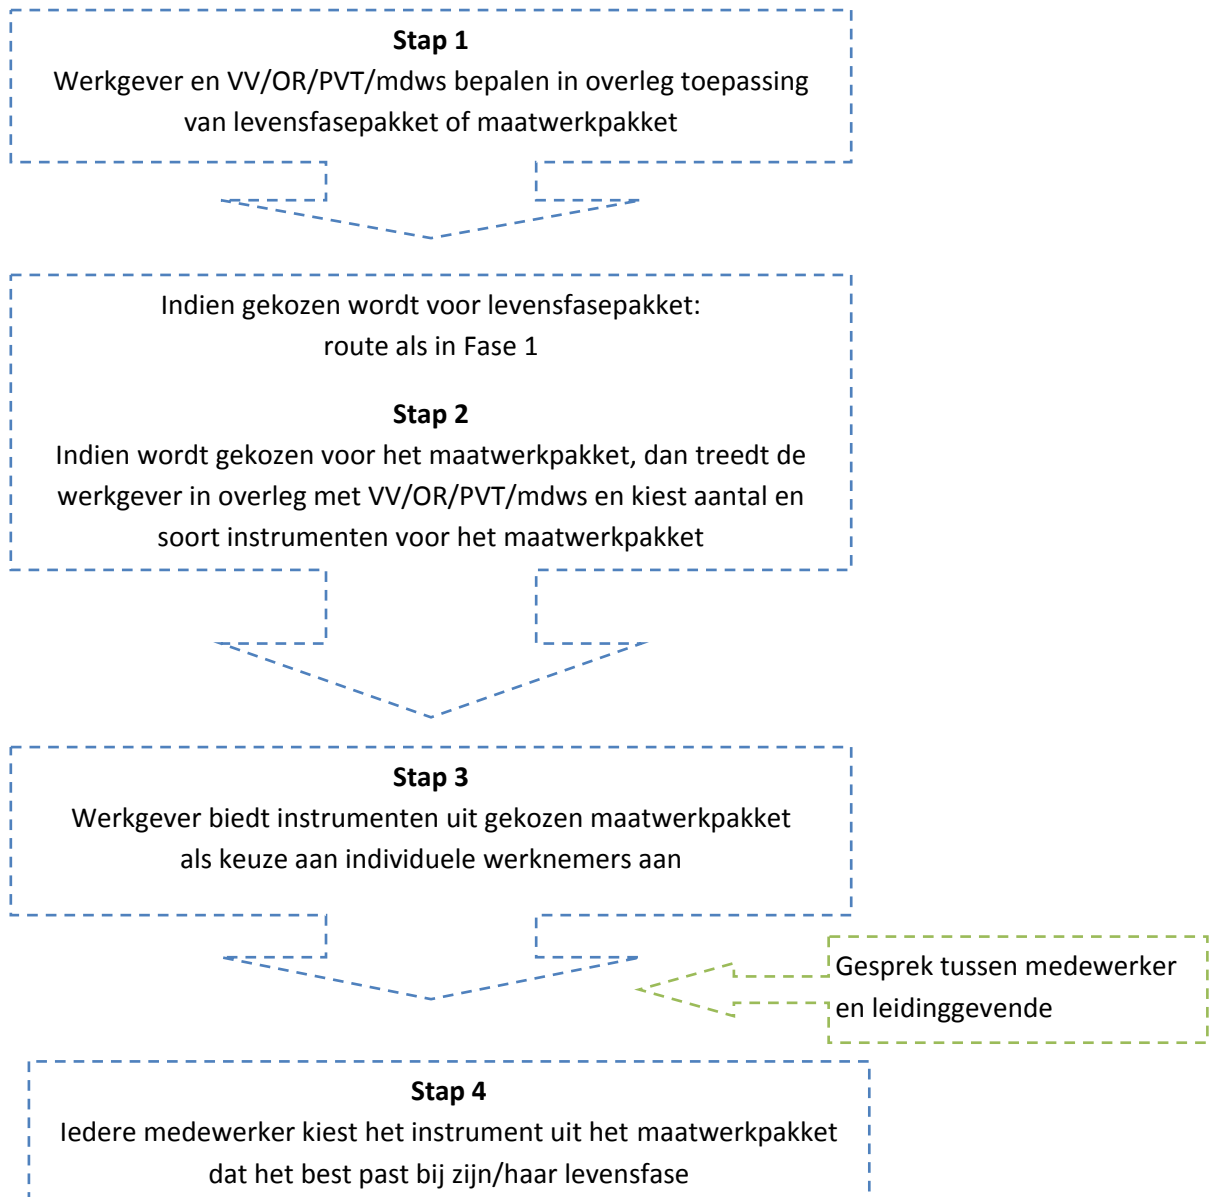 Stap 1
Werkgever en VV/OR/PVT/mdws bepalen in overleg toepassing
van levensfasepakket of maatwerkpakket
Indien gekozen wordt voor levensfasepakket:
route als in Fase 1
Stap 2
Indien wordt gekozen voor het maatwerkpakket, dan treedt de
werkgever in overleg met VV/OR/PVT/mdws en kiest aantal en
soort instrumenten voor het maatwerkpakket
Stap 3
Werkgever biedt instrumenten uit gekozen maatwerkpakket
als keuze aan individuele werknemers aan
Gesprek tussen medewerker
en leidinggevende
Stap 4
Iedere medewerker kiest het instrument uit het maatwerkpakket
dat het best past bij zijn/haar levensfase